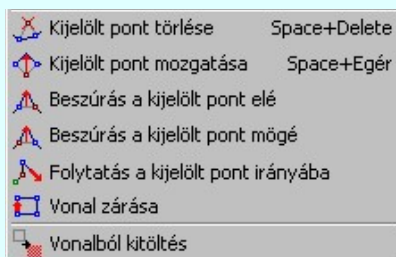 Kijelölt pont törlése Space+Delete
Kijelölt pont mozgatása Space+Egér
Beszúrás a kijelölt pont elé
Beszúrás a kijelölt pont mögé
Folytatás a kijelölt pont irányába
Vonal zárása
Vonalból kitöltés